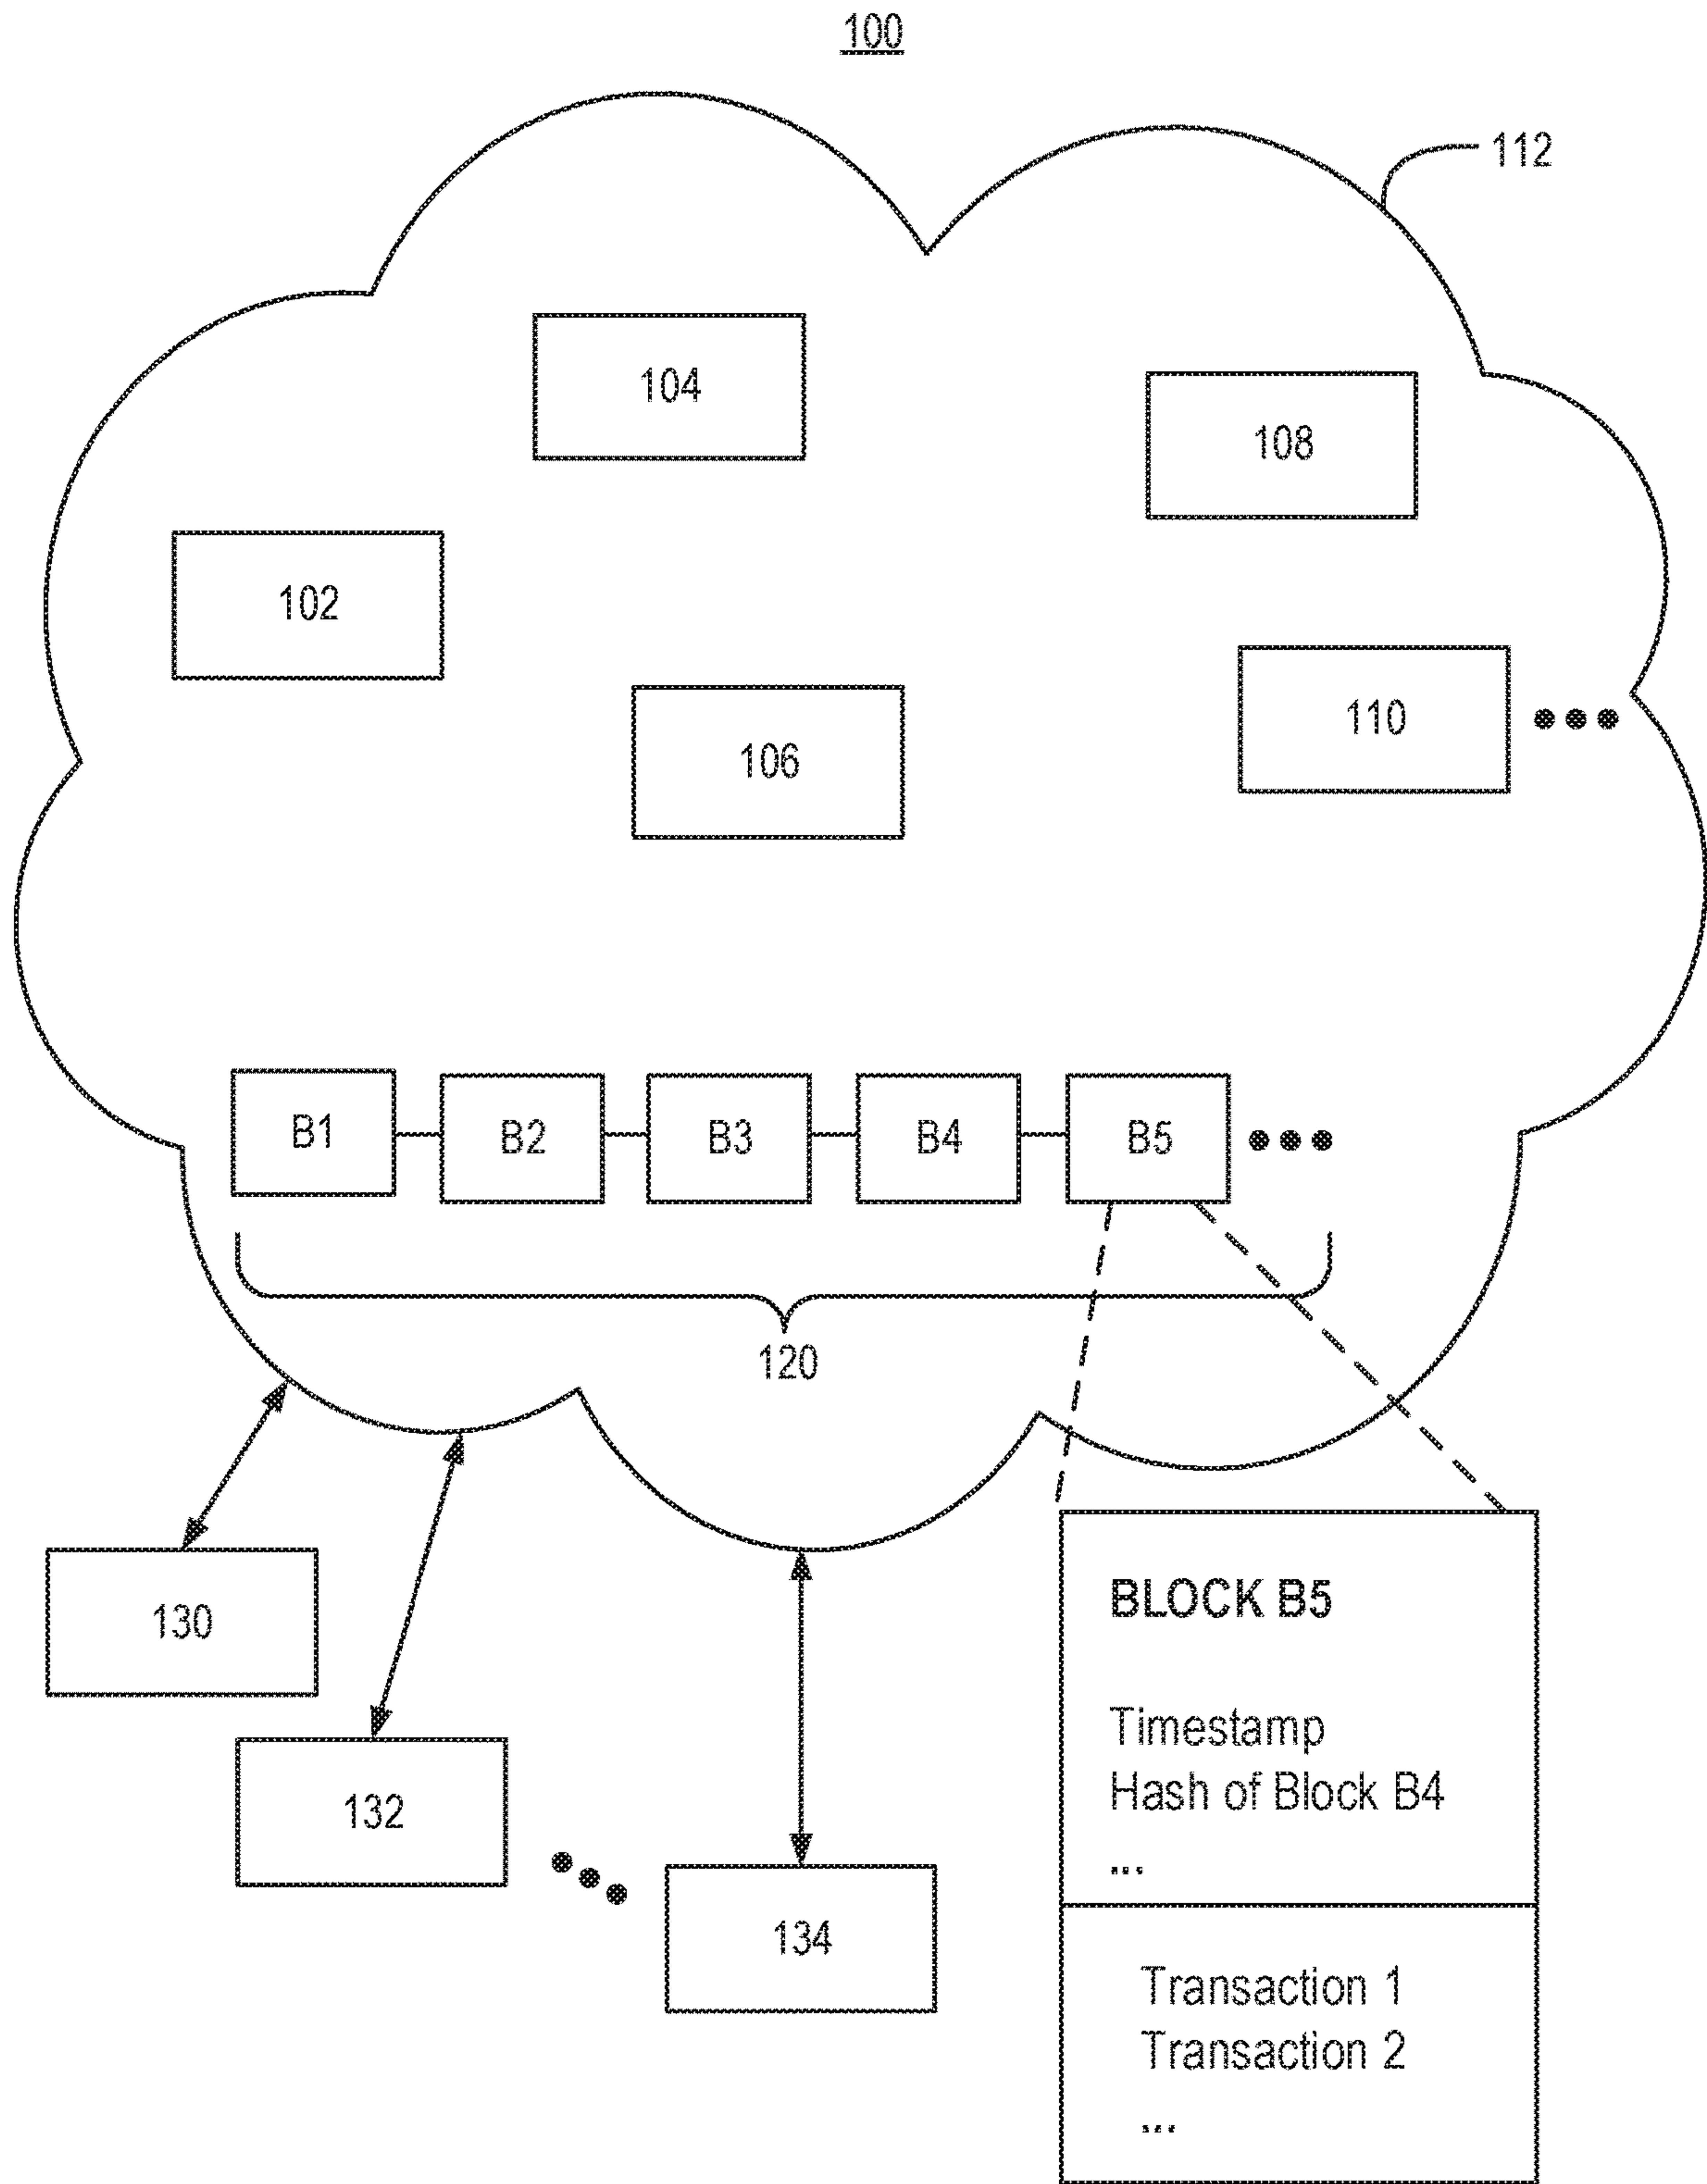 100
112
104
108
102
110
106
B1
B2
B3
B4
B5
120
130
132
134
BLOCK B5
Timestamp
Hash of Block B4
...
Transaction 1
Transaction 2
...